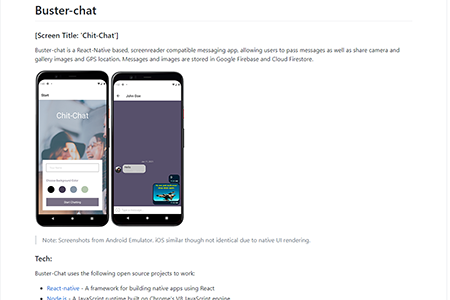 Buster-chat
[Screen Title: 'Chit-Chat']
Buster-chat is a React-Native based, screenreader compatible messaging app, allowing users to pass messages as well as share camera and
gallery images and GPS location. Messages and images are stored in Google Firebase and Cloud Firestore.
Start
Chit-Chat
Choose Background Color
Start Chatting
John Doe
Note: Screenshots from Android Emulator. iOS similar though not identical due to native UI rendering.
Tech:
Buster-Chat uses the following open source projects to work:
React-native - A framework for building native apps using React
Node.js - A JavaScript runtime built on Chrome's V8 JavaScript engine